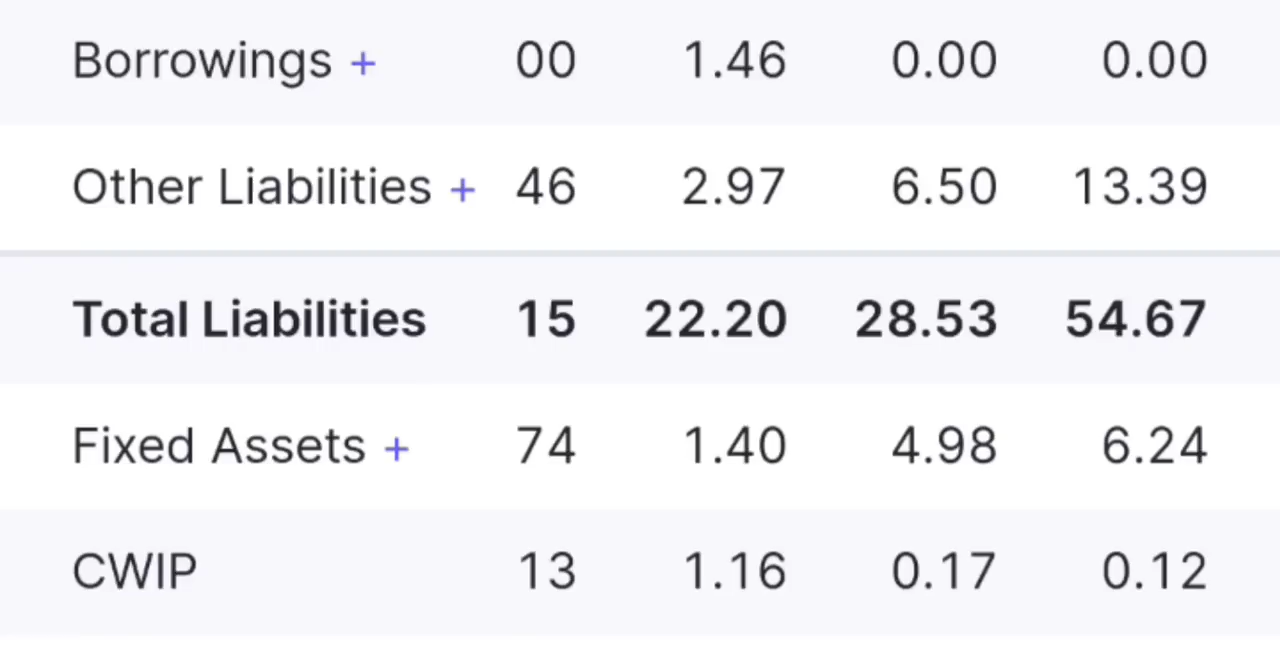 Borrowings + 00 1.46 0.00 0.00
Other Liabilities + 46 2.97 6.50 13.39
Total Liabilities 15 22.20 28.53 54.67
Fixed Assets + 74 1.40 4.98 6.24
CWIP 13 1.16 0.17 0.12